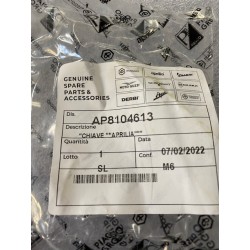 GENUINE
SPARE
PARTS &
ACCESSORIES
DERBI
Dis.
AP8104613
Descrizione
"CHIAVE ""APRILIA"""
Quantità Data
1 07/02/2022
Lotto Conf
SL M6